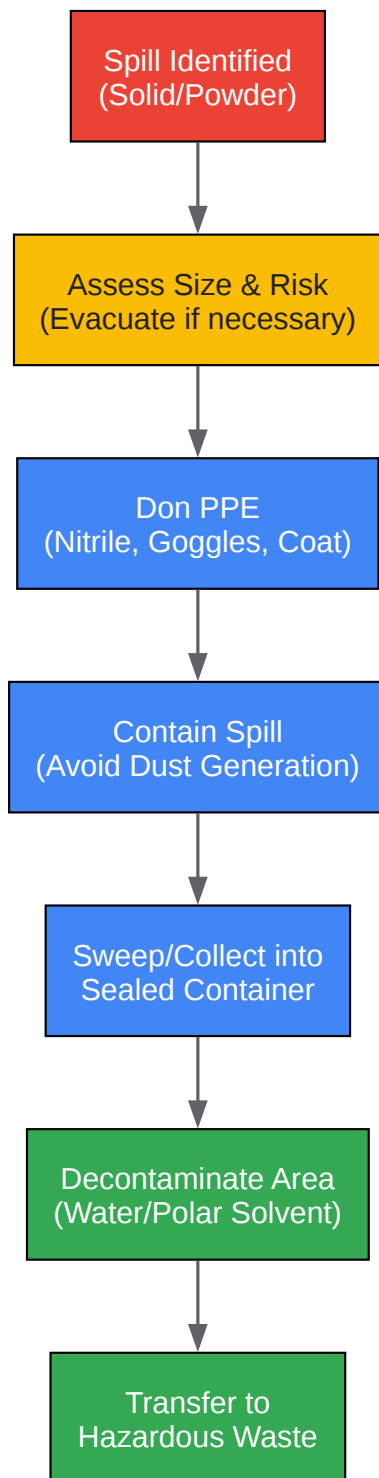 Spill Identified
(Solid/Powder)
Assess Size & Risk
(Evacuate if necessary)
Don PPE
(Nitrile, Goggles, Coat)
Contain Spill
(Avoid Dust Generation)
Sweep/Collect into
Sealed Container
Decontaminate Area
(Water/Polar Solvent)
Transfer to
Hazardous Waste